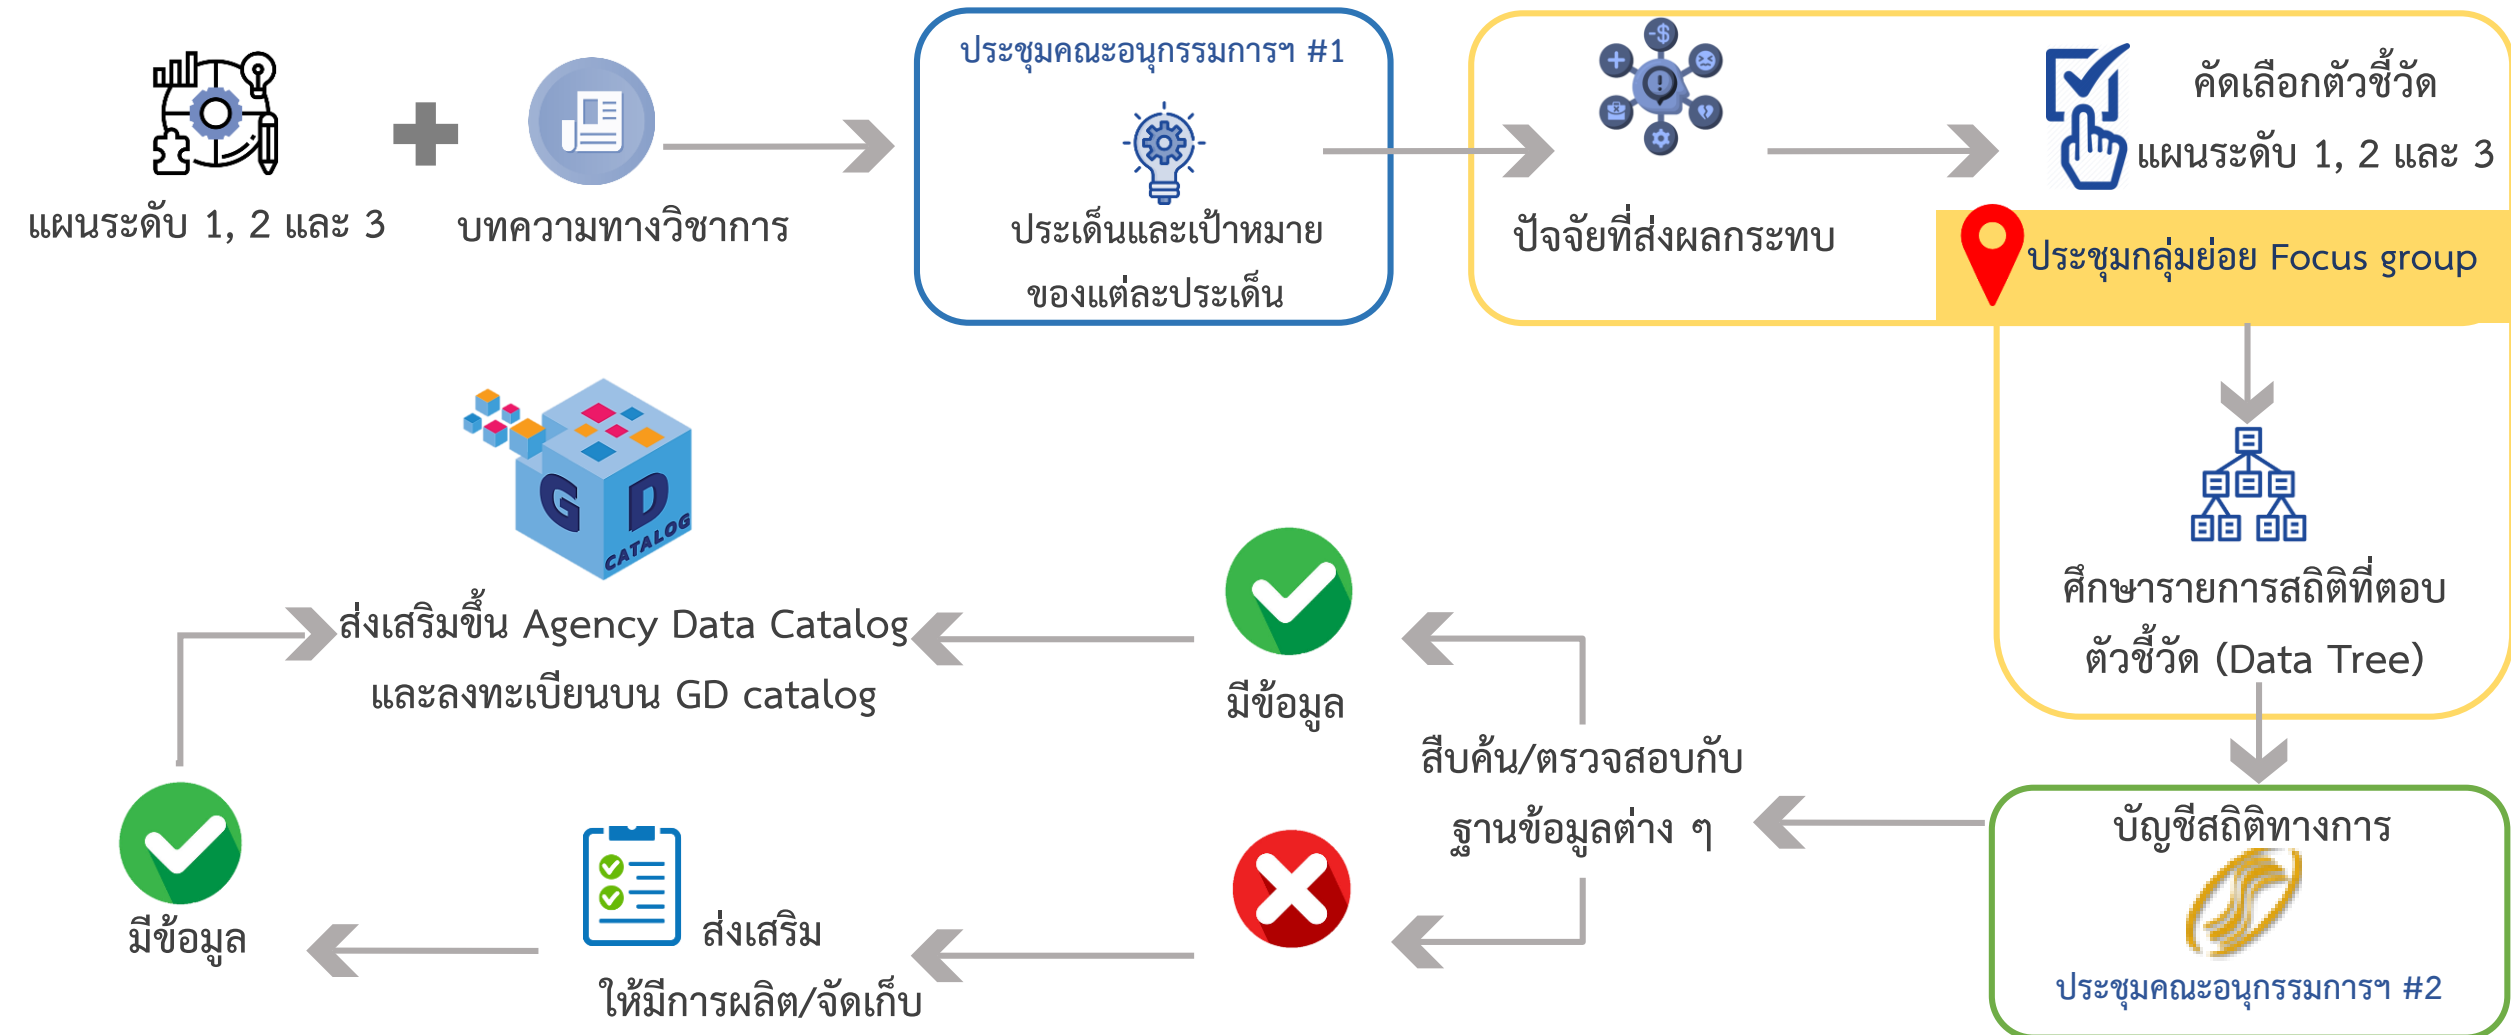 แผนระดับ 1, 2 และ 3
บทความทางวิชาการ
ประชุมคณะอนุกรรมการฯ #1
ประเด็นและเป้าหมาย
ของแต่ละประเด็น
-$
ปัจจัยที่ส่งผลกระทบ
คัดเลือกตัวชี้วัด
แผนระดับ 1, 2 และ 3
ประชุมกลุ่มย่อย Focus group
ศึกษารายการสถิติที่ตอบ
ตัวชี้วัด (Data Tree)
บัญชีสถิติทางการ
ประชุมคณะอนุกรรมการฯ #2
สืบค้น/ตรวจสอบกับ
ฐานข้อมูลต่าง ๆ
มีข้อมูล
G D
CATALOG
ส่งเสริมขึ้น Agency Data Catalog
และลงทะเบียนบน GD catalog
ส่งเสริม
ให้มีการผลิต/จัดเก็บ
มีข้อมูล